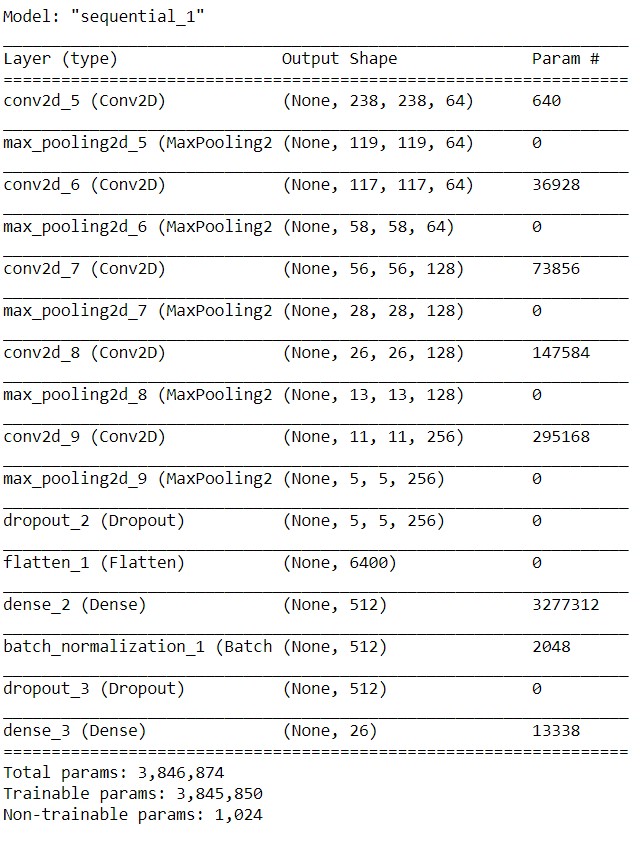 Model: "sequential_1"
Layer (type) Output Shape Param #
conv2d_5 (Conv2D) (None, 238, 238, 64) 640
max_pooling2d_5 (MaxPooling2 (None, 119, 119, 64) 0
conv2d_6 (Conv2D) (None, 117, 117, 64) 36928
max_pooling2d_6 (MaxPooling2 (None, 58, 58, 64) 0
conv2d_7 (Conv2D) (None, 56, 56, 128) 73856
max_pooling2d_7 (MaxPooling2 (None, 28, 28, 128) 0
conv2d_8 (Conv2D) (None, 26, 26, 128) 147584
max_pooling2d_8 (MaxPooling2 (None, 13, 13, 128) 0
conv2d_9 (Conv2D) (None, 11, 11, 256) 295168
max_pooling2d_9 (MaxPooling2 (None, 5, 5, 256) 0
dropout_2 (Dropout) (None, 5, 5, 256) 0
flatten_1 (Flatten) (None, 6400) 0
dense_2 (Dense) (None, 512) 3277312
batch_normalization_1 (Batch (None, 512) 2048
dropout_3 (Dropout) (None, 512) 0
dense_3 (Dense) (None, 26) 13338
Total params: 3,846,874
Trainable params: 3,845,850
Non-trainable params: 1,024